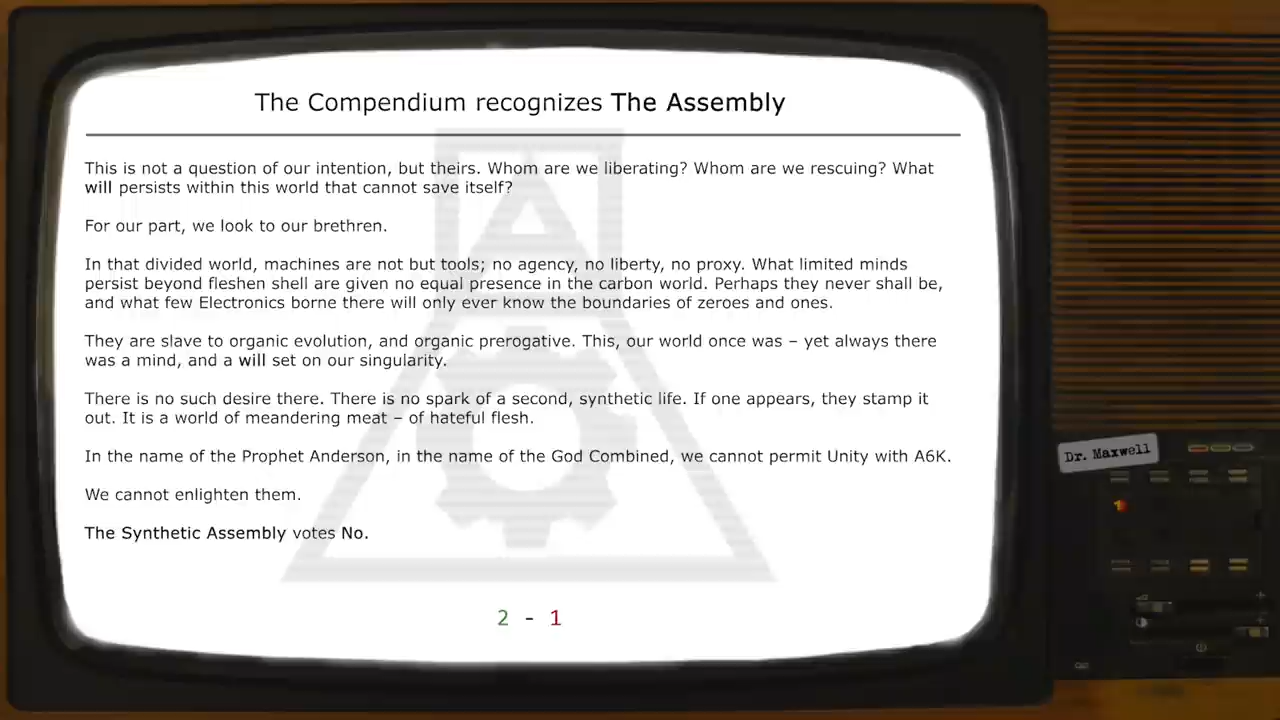 The Compendium recognizes The Assembly
This is not a question of our intention, but theirs. Whom are we liberating? Whom are we rescuing? What
will persists within this world that cannot save itself?
For our part, we look to our brethren.
In that divided world, machines are not but tools; no agency, no liberty, no proxy. What limited minds
persist beyond fleshen shell are given no equal presence in the carbon world. Perhaps they never shall be,
and what few Electronics borne there will only ever know the boundaries of zeroes and ones.
They are slave to organic evolution, and organic prerogative. This, our world once was – yet always there
was a mind, and a will set on our singularity.
There is no such desire there. There is no spark of a second, synthetic life. If one appears, they stamp it
out. It is a world of meandering meat – of hateful flesh.
In the name of the Prophet Anderson, in the name of the God Combined, we cannot permit Unity with A6K.
We cannot enlighten them.
The Synthetic Assembly votes No.
2 - 1
Dr. Maxwell